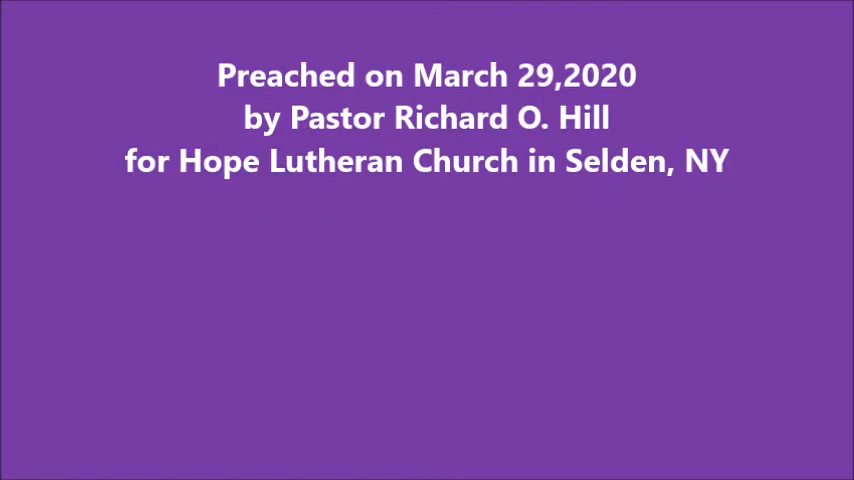 Preached on March 29,2020
by Pastor Richard O. Hill
for Hope Lutheran Church in Selden, NY